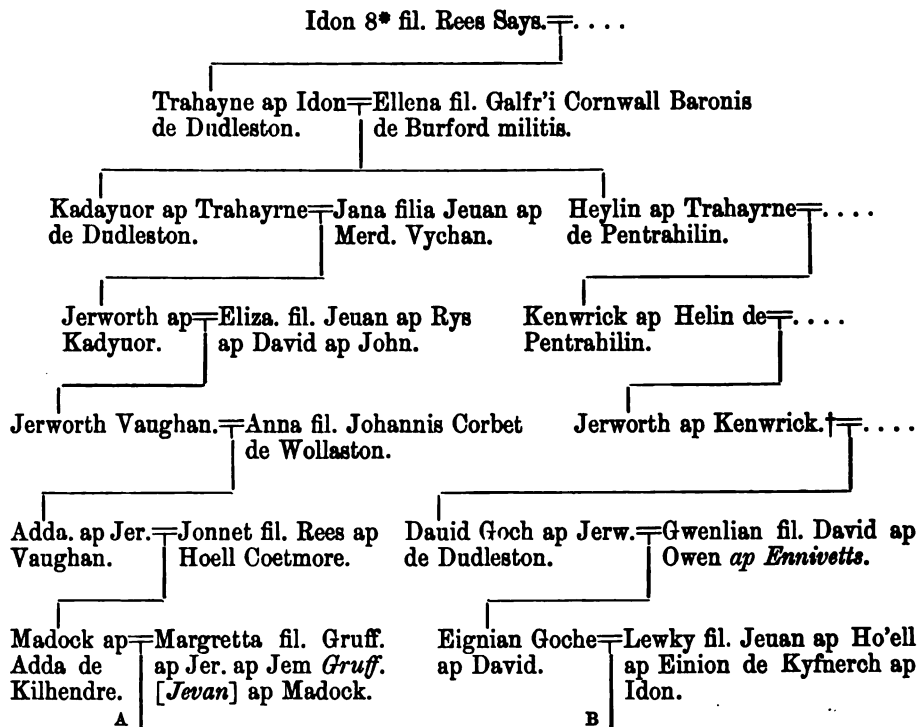 Idon 8* fil. Rees Says.╤....
Trahayne ap Idon╤Ellena fil. Galfr'i Cornwall Baronis
de Dudleston. de Burford militis.
Kadaynor ap Trahayrne╤Jana filia Jeuan ap
de Dudleston. Merd. Vychan.
Heylin ap Trahayrne╤....
de Pentrahilin.
Jerworth ap╤Eliza. fil. Jeuan ap Rys
Kadynor. ap David ap John.
Kenwrick ap Helin de╤....
Pentrahilin.
Jerworth Vaughan.╤Anna fil. Johannis Corbet
de Wollaston.
Jerworth ap Kenwrick.†╤....
Adda. ap Jer.╤Jonnet fil. Rees ap
Vaughan. Hoell Coetmore.
Dauid Goch ap Jerw.╤Gwenlian fil. David ap
de Dudleston. Owen ap Ennivetts.
Madock ap╤Margretta fil. Gruff.
Adda de ap Jer. ap Jem Gruff.
Kilhendre. [Jevan] ap Madock.
A
Eignian Goche╤Lewky fil. Jeuan ap Ho'ell
ap David. ap Einion de Kyfnerch ap
Idon.
B